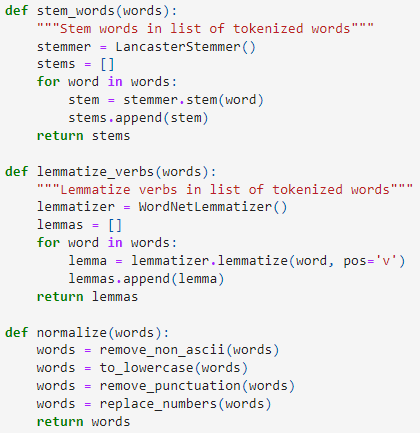 def stem_words(words):
    """Stem words in list of tokenized words"""
    stemmer = LancasterStemmer()
    stems = []
    for word in words:
        stem = stemmer.stem(word)
        stems.append(stem)
    return stems

def lemmatize_verbs(words):
    """Lemmatize verbs in list of tokenized words"""
    lemmatizer = WordNetLemmatizer()
    lemmas = []
    for word in words:
        lemma = lemmatizer.lemmatize(word, pos='v')
        lemmas.append(lemma)
    return lemmas

def normalize(words):
    words = remove_non_ascii(words)
    words = to_lowercase(words)
    words = remove_punctuation(words)
    words = replace_numbers(words)
    return words